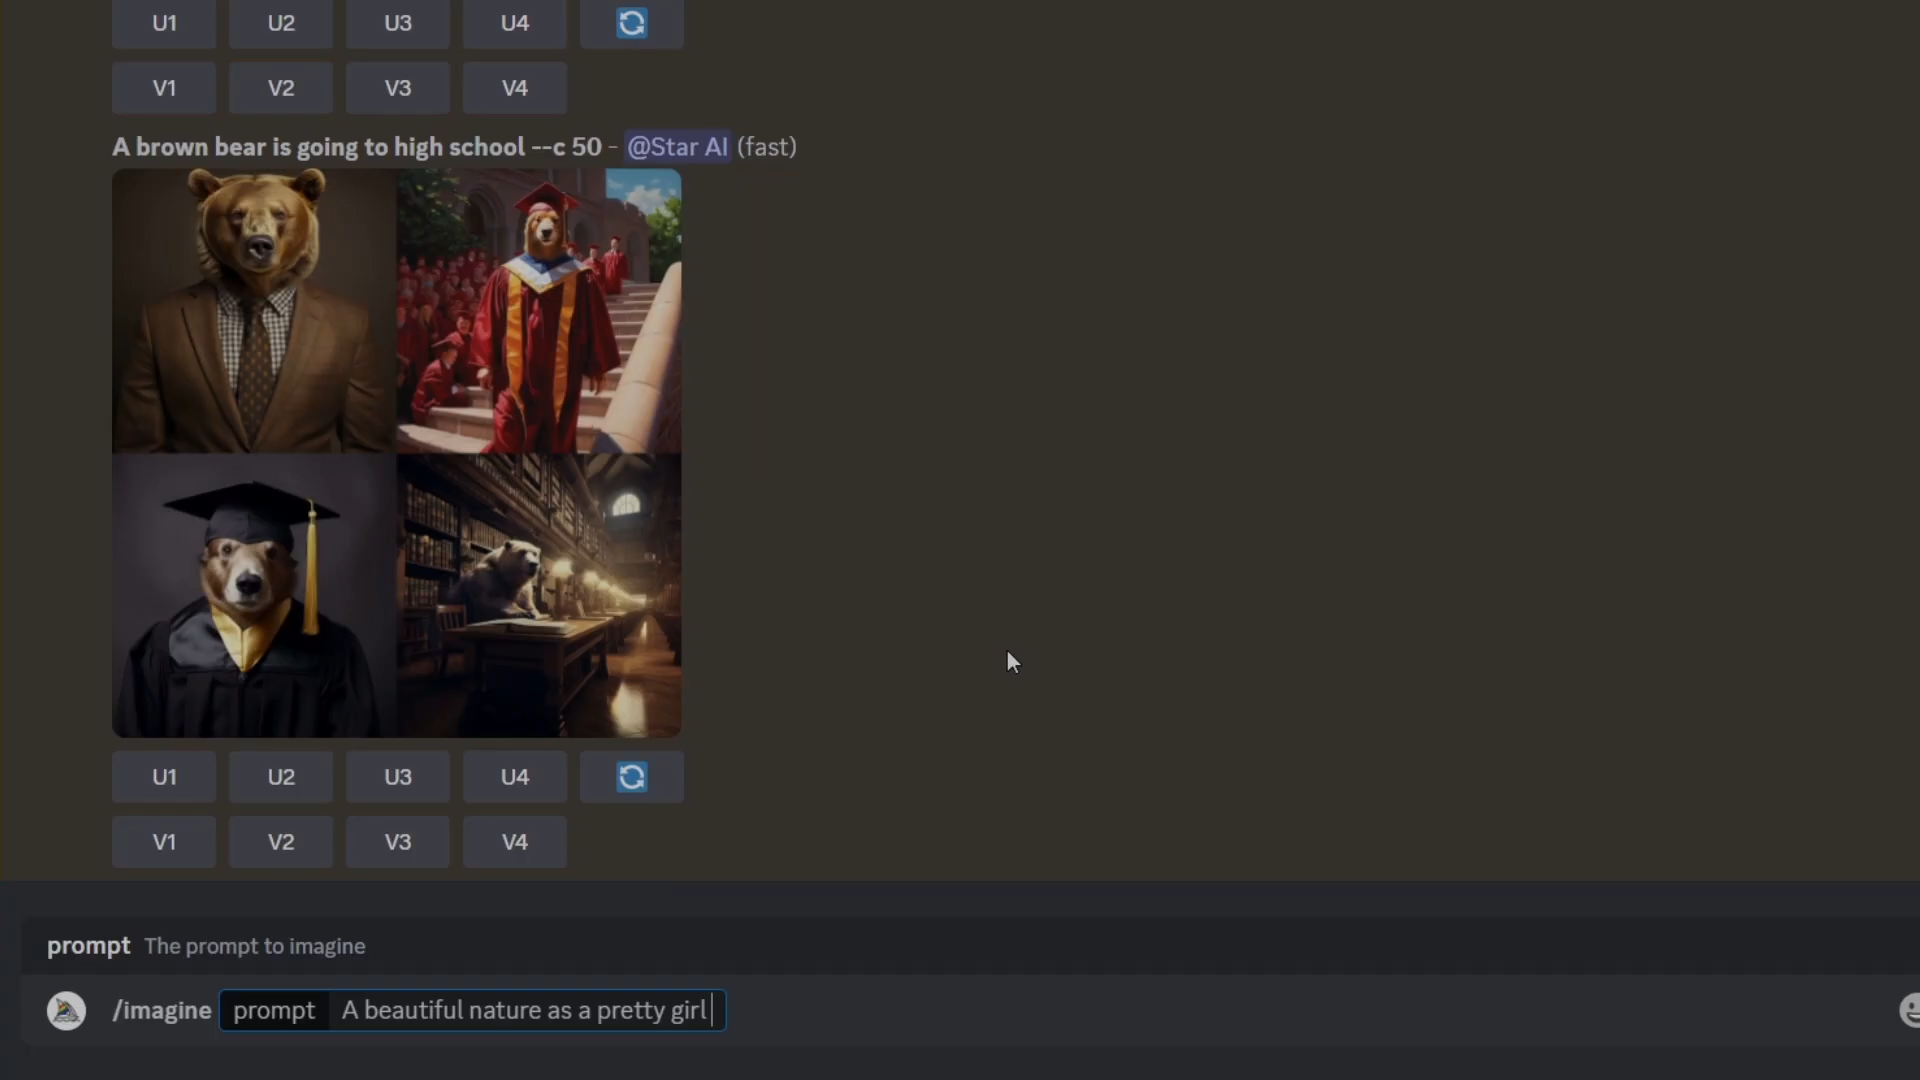 U1 U2 U3 U4
V1 V2 V3 V4
A brown bear is going to high school --c 50 - @Star AI (fast)
U1 U2 U3 U4
V1 V2 V3 V4
prompt The prompt to imagine
/imagine prompt A beautiful nature as a pretty girl